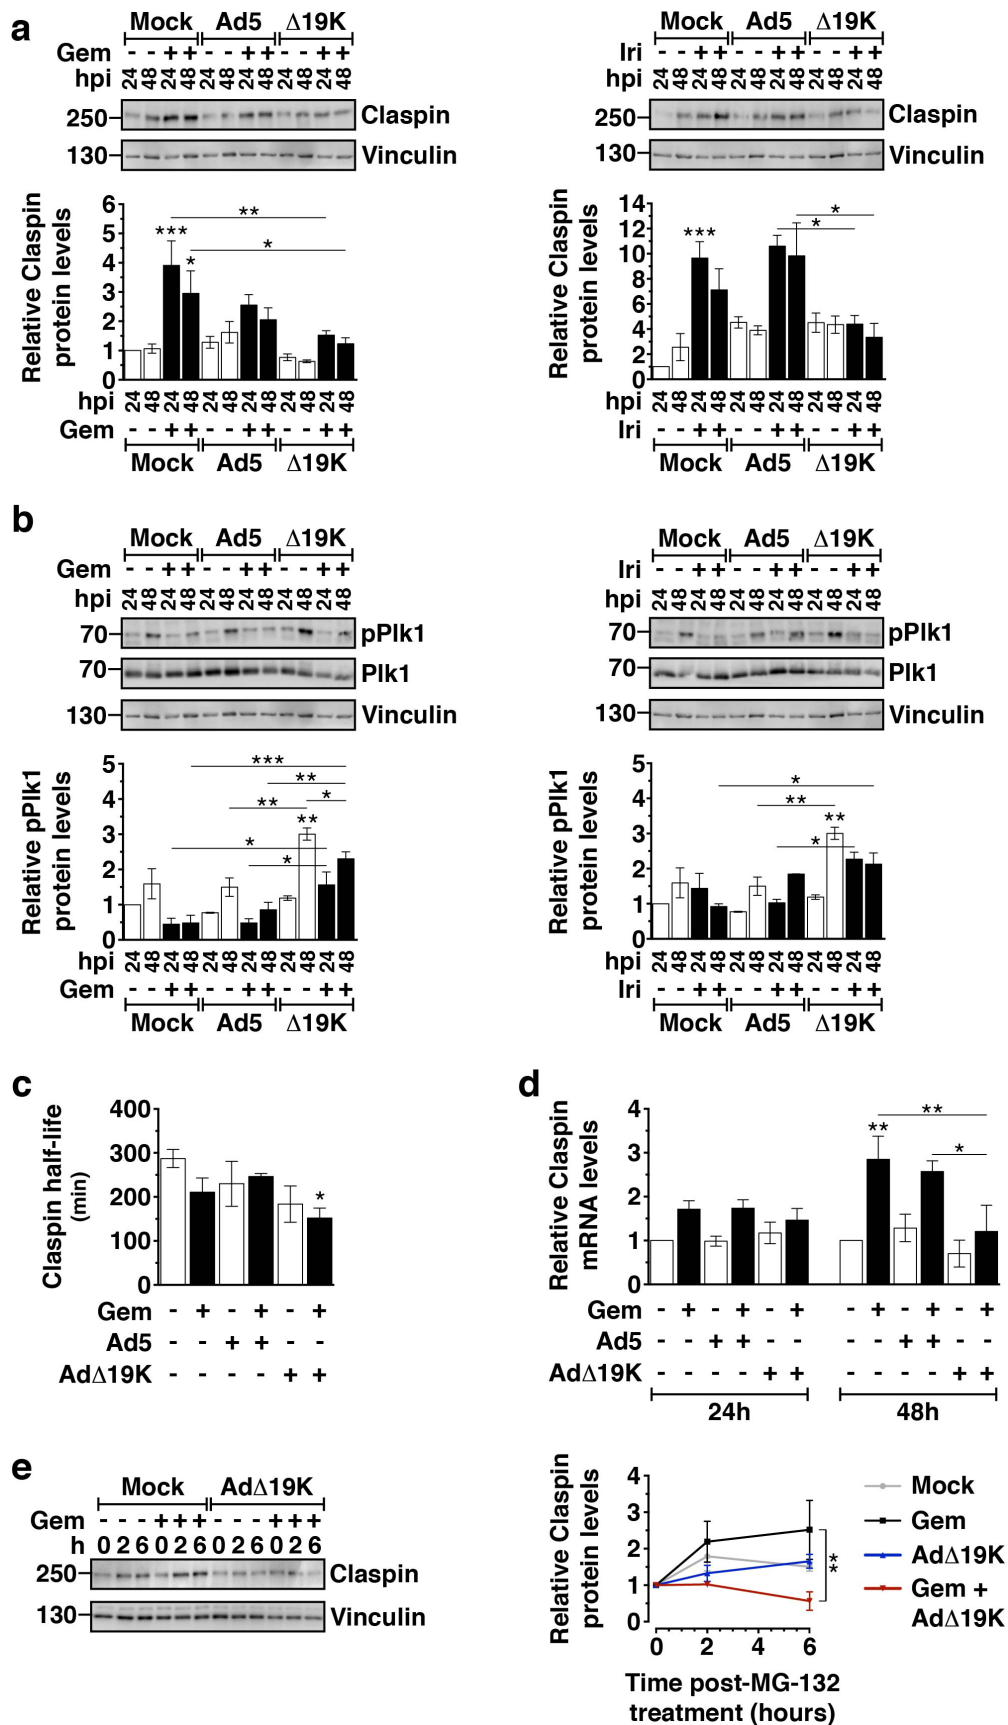 a
Mock Ad5 Δ19K
Gem - - + + - - + + - - + +
hpi 24 48 24 48 24 48 24 48 24 48 24 48
250 Claspin
130 Vinculin
Relative Claspin
protein levels
6
5
4
3
2
1
0
*** * ** *
hpi 24 48 24 48 24 48 24 48 24 48 24 48
Gem - - + + - - + + - - + +
Mock Ad5 Δ19K
Mock Ad5 Δ19K
Iri - - + + - - + + - - + +
hpi 24 48 24 48 24 48 24 48 24 48 24 48
250 Claspin
130 Vinculin
Relative Claspin
protein levels
14
12
10
8
6
4
2
0
*** * *
hpi 24 48 24 48 24 48 24 48 24 48 24 48
Iri - - + + - - + + - - + +
Mock Ad5 Δ19K
b
Mock Ad5 Δ19K
Gem - - + + - - + + - - + +
hpi 24 48 24 48 24 48 24 48 24 48 24 48
70 pPlk1
70 Plk1
130 Vinculin
Relative pPlk1
protein levels
5
4
3
2
1
0
***
**
** *
**
*
*
hpi 24 48 24 48 24 48 24 48 24 48 24 48
Gem - - + + - - + + - - + +
Mock Ad5 Δ19K
Mock Ad5 Δ19K
Iri - - + + - - + + - - + +
hpi 24 48 24 48 24 48 24 48 24 48 24 48
70 pPlk1
70 Plk1
130 Vinculin
Relative pPlk1
protein levels
5
4
3
2
1
0
*
**
**
*
hpi 24 48 24 48 24 48 24 48 24 48 24 48
Iri - - + + - - + + - - + +
Mock Ad5 Δ19K
c
Claspin half-life
(min)
400
300
200
100
0
*
Gem - + - + - +
Ad5 - - + + - -
AdΔ19K - - - - + +
d
Relative Claspin
mRNA levels
4
3
2
1
0
**
** *
Gem - + - + - + - + - + - +
Ad5 - - + + - - - - + + - -
AdΔ19K - - - - + + - - - - + +
24h 48h
e
Mock AdΔ19K
Gem - - - + + + - - - + + +
h 0 2 6 0 2 6 0 2 6 0 2 6
250 Claspin
130 Vinculin
Relative Claspin
protein levels
4
3
2
1
0
0 2 4 6
Time post-MG-132
treatment (hours)
**
Mock
Gem
AdΔ19K
Gem +
AdΔ19K